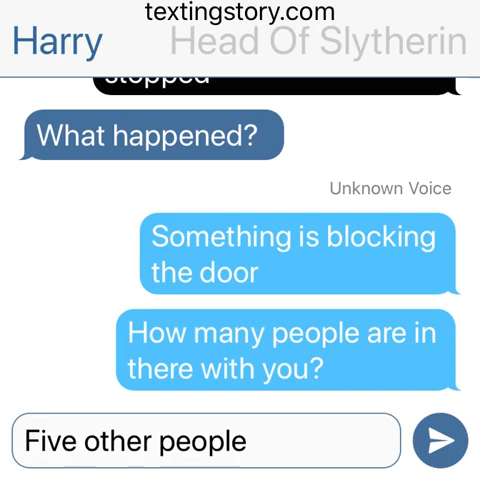 textingstory.com
Harry Head Of Slytherin
stopped
What happened?
Unknown Voice
Something is blocking
the door
How many people are in
there with you?
Five other people